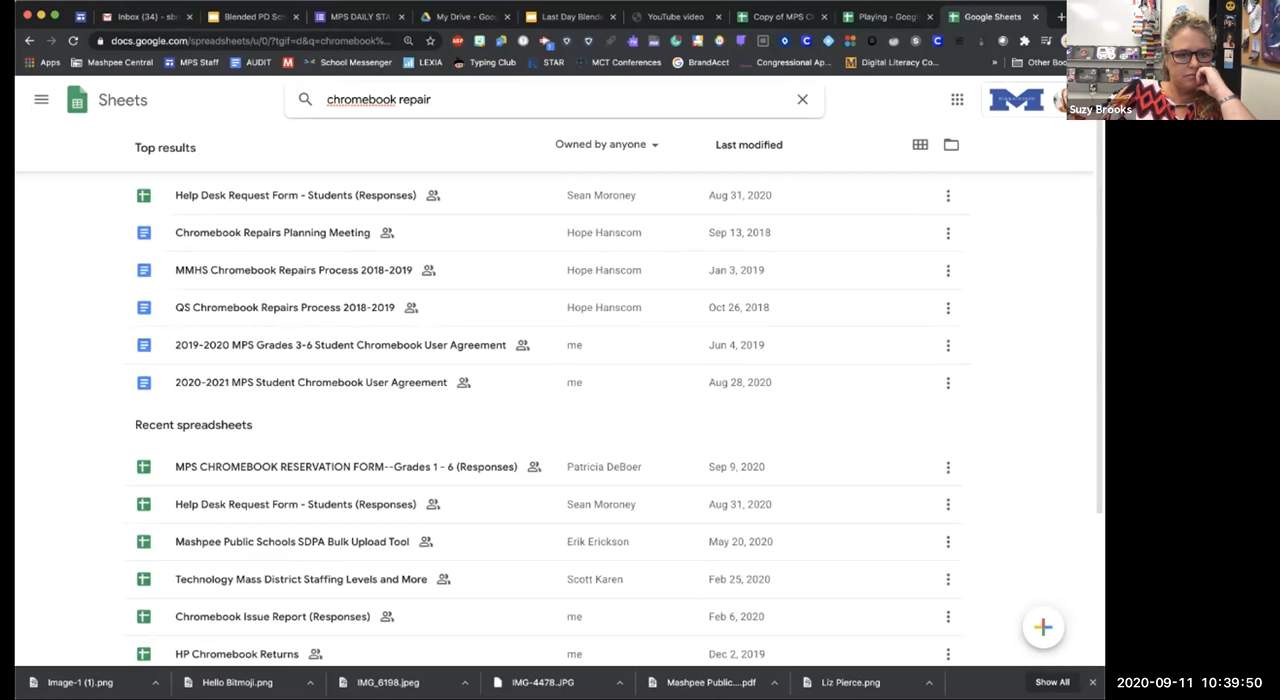 Inbox (34) - sbr
Blended PD Sc
MPS DAILY STA
My Drive - Goo
Last Day Blende
YouTube video
Copy of MPS C
Playing - Googl
Google Sheets
docs.google.com/spreadsheets/u/0/?tgif=d&q=chromebook%...
Apps
Mashpee Central
MPS Staff
AUDIT
School Messenger
LEXIA
Typing Club
STAR
MCT Conferences
BrandAcct
Congressional Ap...
Digital Literacy Co...
»
Other Boo
Suzy Brooks
Sheets
chromebook repair
FALCONS
Top results
Owned by anyone
Last modified
Help Desk Request Form - Students (Responses) Sean Moroney Aug 31, 2020
Chromebook Repairs Planning Meeting Hope Hanscom Sep 13, 2018
MMHS Chromebook Repairs Process 2018-2019 Hope Hanscom Jan 3, 2019
QS Chromebook Repairs Process 2018-2019 Hope Hanscom Oct 26, 2018
2019-2020 MPS Grades 3-6 Student Chromebook User Agreement me Jun 4, 2019
2020-2021 MPS Student Chromebook User Agreement me Aug 28, 2020
Recent spreadsheets
MPS CHROMEBOOK RESERVATION FORM--Grades 1 - 6 (Responses) Patricia DeBoer Sep 9, 2020
Help Desk Request Form - Students (Responses) Sean Moroney Aug 31, 2020
Mashpee Public Schools SDPA Bulk Upload Tool Erik Erickson May 20, 2020
Technology Mass District Staffing Levels and More Scott Karen Feb 25, 2020
Chromebook Issue Report (Responses) me Feb 6, 2020
HP Chromebook Returns me Dec 2, 2019
Image-1 (1).png
Hello Bitmoji.png
IMG_6198.jpeg
IMG-4478.JPG
Mashpee Public....pdf
Liz Pierce.png
Show All
2020-09-11 10:39:50